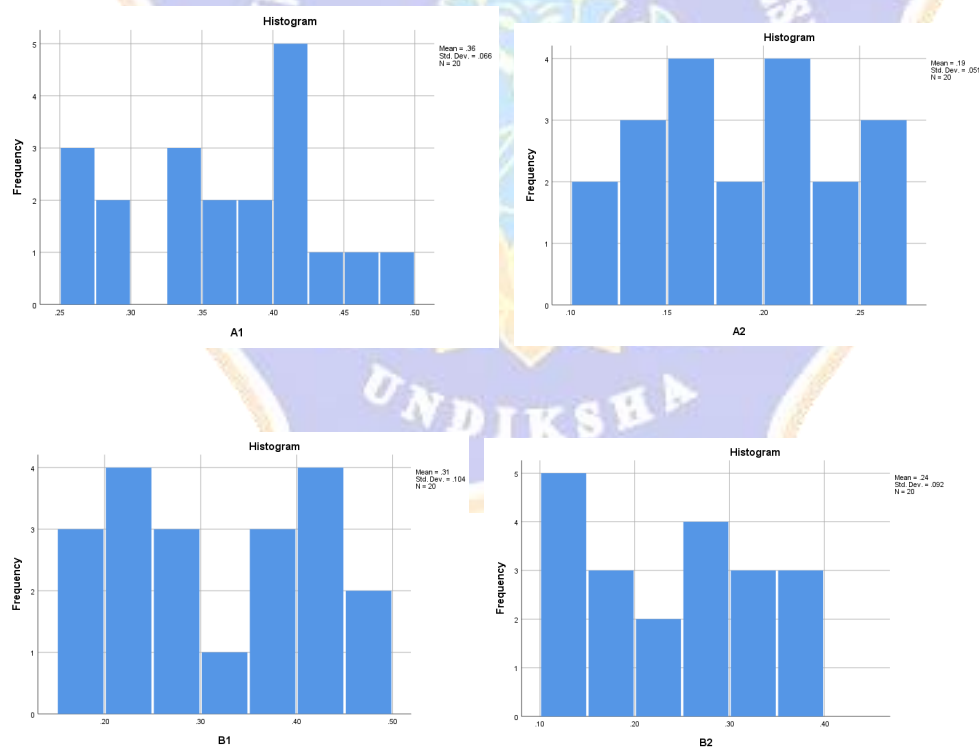 Histogram
Mean = .36
Std. Dev. = .066
N = 20
Frequency
5
4
3
2
1
0
.25
.30
.35
.40
.45
.50
A1
Histogram
Mean = .19
Std. Dev. = .051
N = 20
Frequency
4
3
2
1
0
.10
.15
.20
.25
A2
UNDIKSHA
Histogram
Mean = .31
Std. Dev. = .104
N = 20
Frequency
4
3
2
1
0
.20
.30
.40
.50
B1
Histogram
Mean = .24
Std. Dev. = .092
N = 20
Frequency
5
4
3
2
1
0
.10
.20
.30
.40
B2